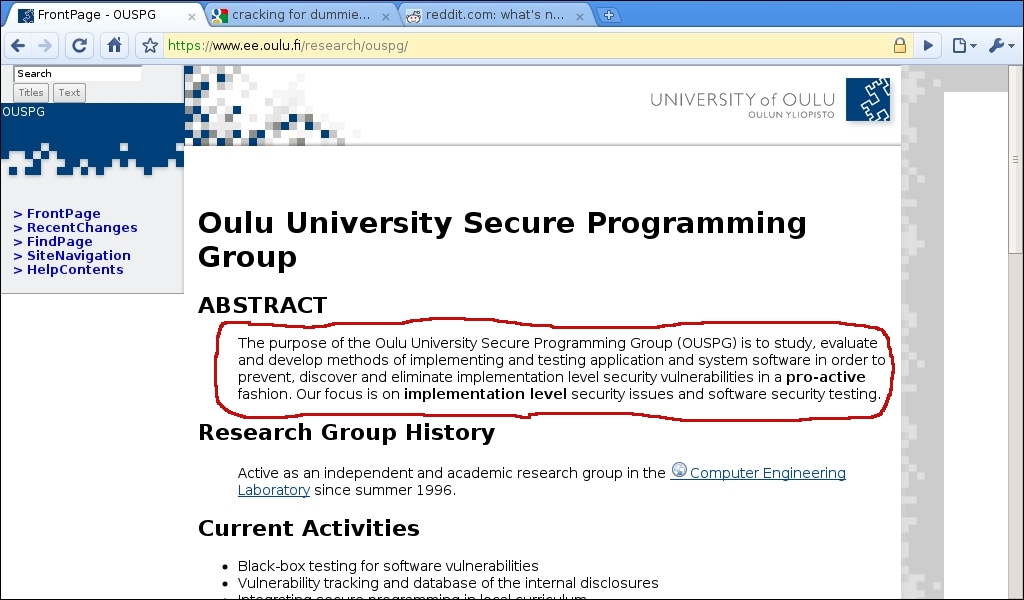 FrontPage - OUSPG
cracking for dummie...
reddit.com: what's n...
https://www.ee.oulu.fi/research/ouspg/
Search
Titles Text
OUSPG
> FrontPage
> RecentChanges
> FindPage
> SiteNavigation
> HelpContents
UNIVERSITY of OULU
OULUN YLIOPISTO
Oulu University Secure Programming
Group
ABSTRACT
The purpose of the Oulu University Secure Programming Group (OUSPG) is to study, evaluate
and develop methods of implementing and testing application and system software in order to
prevent, discover and eliminate implementation level security vulnerabilities in a pro-active
fashion. Our focus is on implementation level security issues and software security testing.
Research Group History
Active as an independent and academic research group in the Computer Engineering
Laboratory since summer 1996.
Current Activities
• Black-box testing for software vulnerabilities
• Vulnerability tracking and database of the internal disclosures
• Integrating secure programming in local curriculum